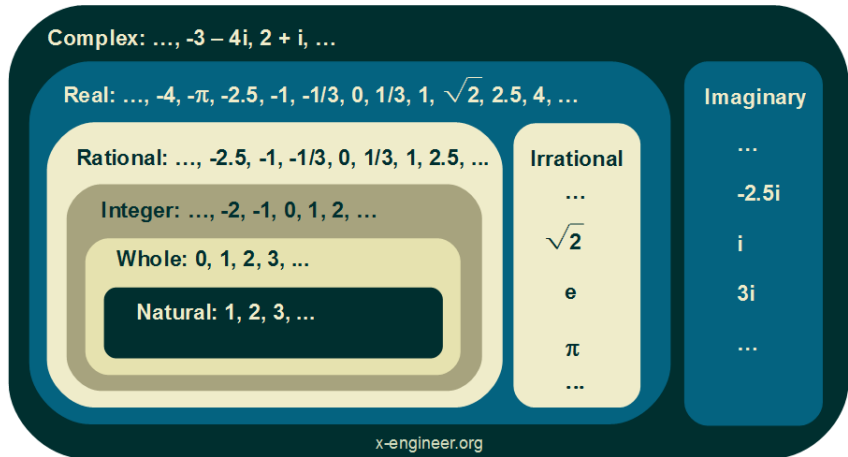 Complex: …, -3 – 4i, 2 + i, …
Real: …, -4, -π, -2.5, -1, -1/3, 0, 1/3, 1, √2, 2.5, 4, …
Rational: …, -2.5, -1, -1/3, 0, 1/3, 1, 2.5, ...
Integer: …, -2, -1, 0, 1, 2, …
Whole: 0, 1, 2, 3, ...
Natural: 1, 2, 3, …
Irrational
…
√2
e
π
...
Imaginary
…
-2.5i
i
3i
…
x-engineer.org